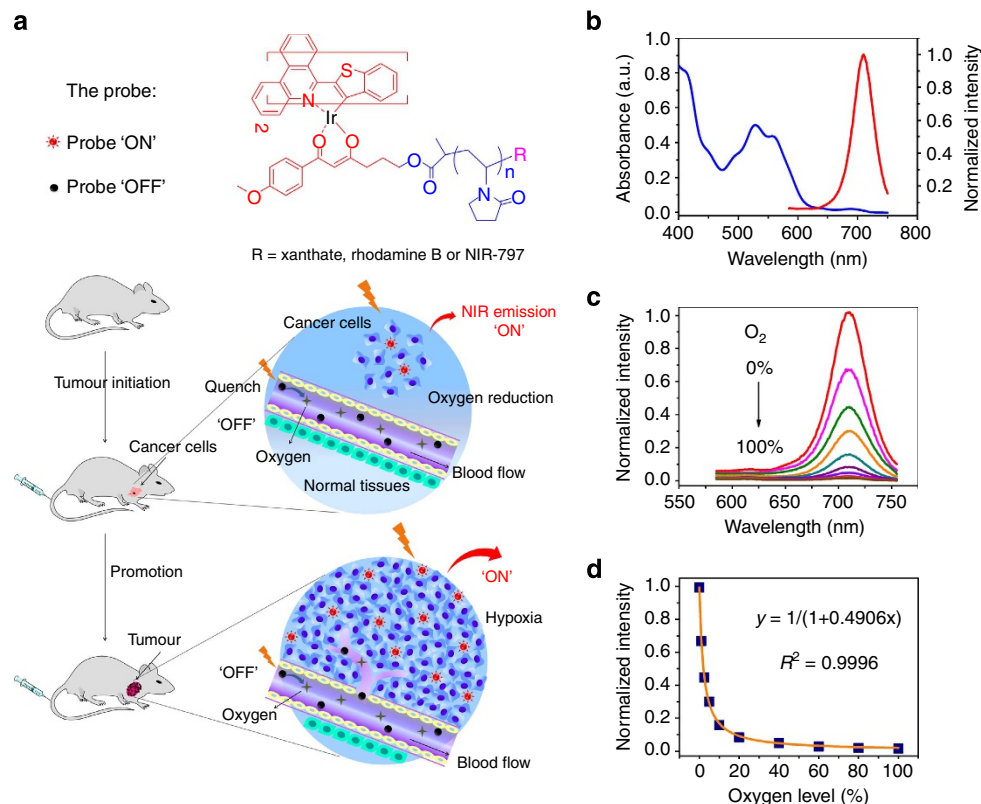 a
The probe:
Probe 'ON'
Probe 'OFF'
S
N
Ir
2
O
O
O
O
O
n
R
N
O
R = xanthate, rhodamine B or NIR-797
Tumour initiation
Cancer cells
Promotion
Tumour
Cancer cells
NIR emission
'ON'
Quench
Oxygen reduction
'OFF'
Oxygen
Blood flow
Normal tissues
'ON'
Hypoxia
'OFF'
Oxygen
Blood flow
b
Absorbance (a.u.)
1.0
0.8
0.6
0.4
0.2
0.0
400 500 600 700 800
Wavelength (nm)
1.0
0.8
0.6
0.4
0.2
Normalized intensity
c
Normalized intensity
1.0
0.8
0.6
0.4
0.2
0.0
O2
0%
100%
550 600 650 700 750
Wavelength (nm)
d
Normalized intensity
1.0
0.8
0.6
0.4
0.2
0.0
y = 1/(1+0.4906x)
R² = 0.9996
0 20 40 60 80 100
Oxygen level (%)